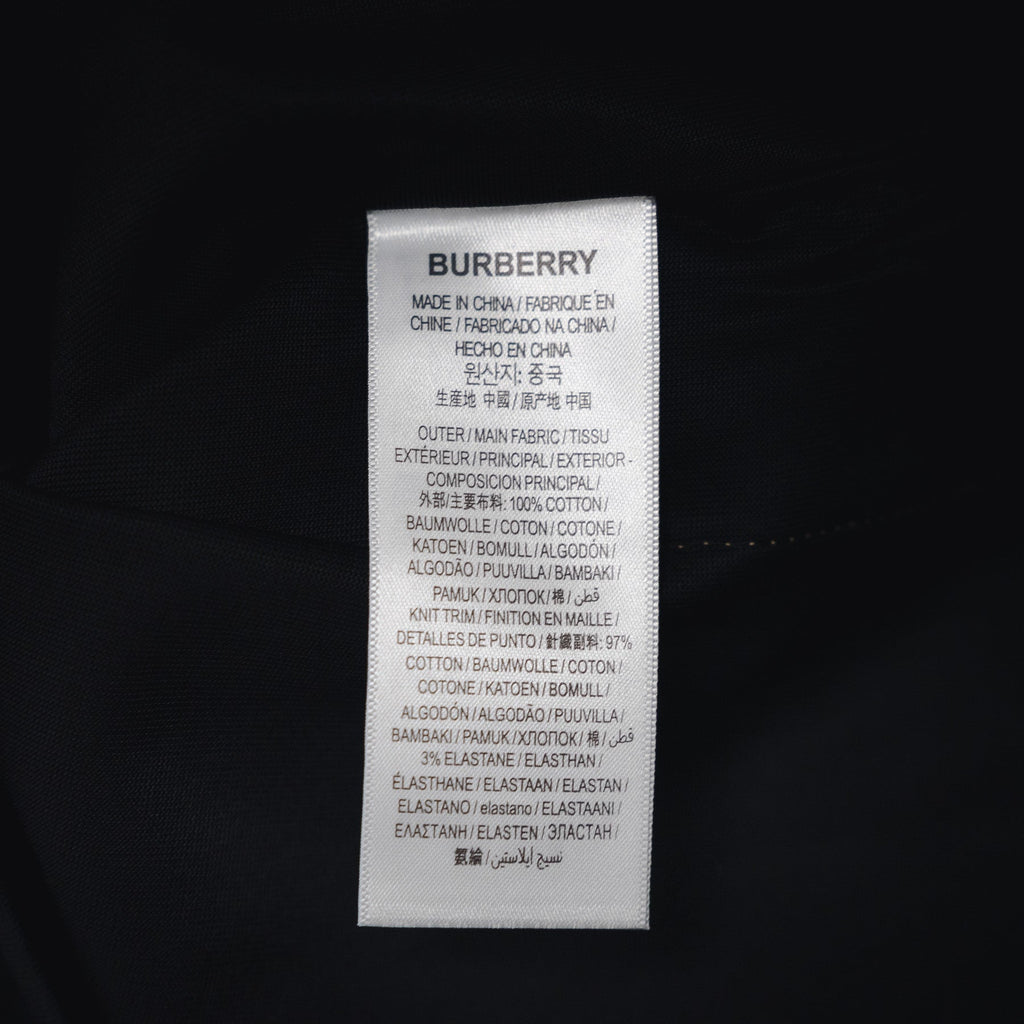 BURBERRY
MADE IN CHINA / FABRIQUE EN
CHINE / FABRICADO NA CHINA /
HECHO EN CHINA
원산지: 중국
生産地 中國 / 原产地 中国
OUTER / MAIN FABRIC / TISSU
EXTÉRIEUR / PRINCIPAL / EXTERIOR -
COMPOSICION PRINCIPAL /
外部/主要布料: 100% COTTON /
BAUMWOLLE / COTON / COTONE /
KATOEN / BOMULL / ALGODÓN /
ALGODÃO / PUUVILLA / BAMBAKI /
PAMUK / ХЛОПОК / 棉 / قطن
KNIT TRIM / FINITION EN MAILLE /
DETALLES DE PUNTO / 針織副料: 97%
COTTON / BAUMWOLLE / COTON /
COTONE / KATOEN / BOMULL /
ALGODÓN / ALGODÃO / PUUVILLA /
BAMBAKI / PAMUK / ХЛОПОК / 棉 / قطن
3% ELASTANE / ELASTHAN /
ÉLASTHANE / ELASTAAN / ELASTAN /
ELASTANO / elastano / ELASTAANI /
ΕΛΑΣΤΑΝΗ / ELASTEN / ЭЛАСТАН /
氨綸 / نسيج إيلاستين